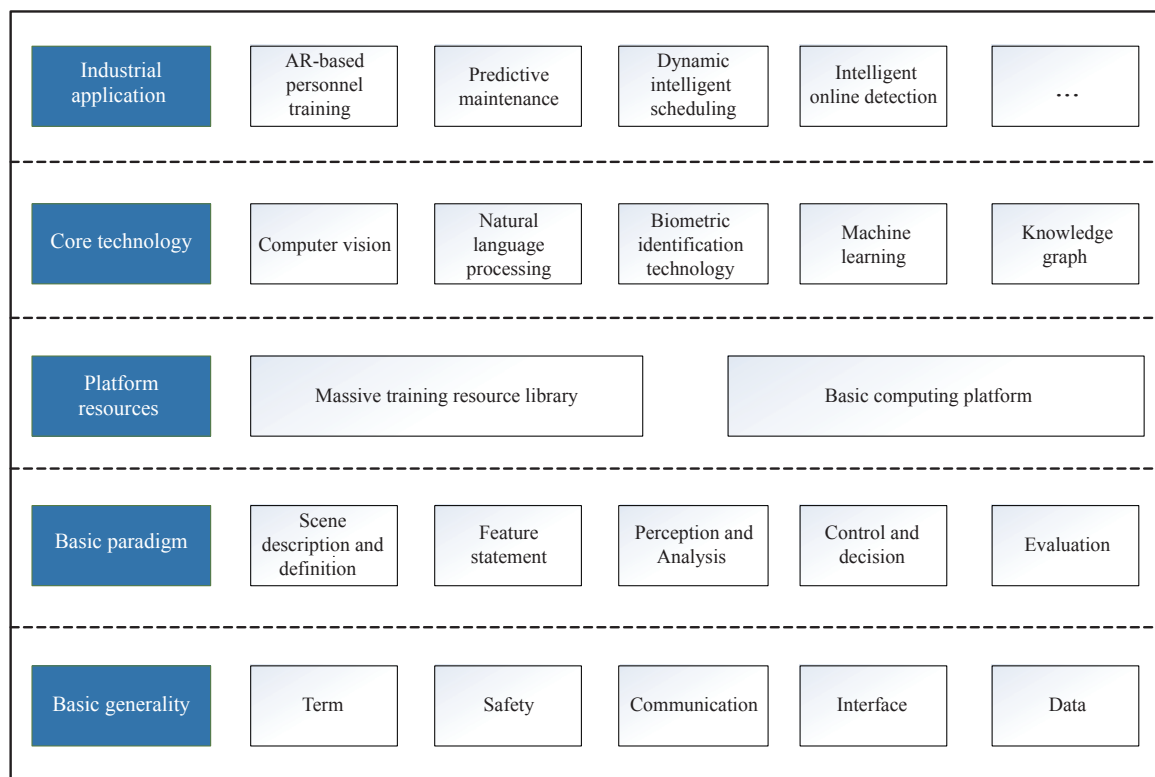 Industrial
application
AR-based
personnel
training
Predictive
maintenance
Dynamic
intelligent
scheduling
Intelligent
online detection
...
Core technology
Computer vision
Natural
language
processing
Biometric
identification
technology
Machine
learning
Knowledge
graph
Platform
resources
Massive training resource library
Basic computing platform
Basic paradigm
Scene
description and
definition
Feature
statement
Perception and
Analysis
Control and
decision
Evaluation
Basic generality
Term
Safety
Communication
Interface
Data